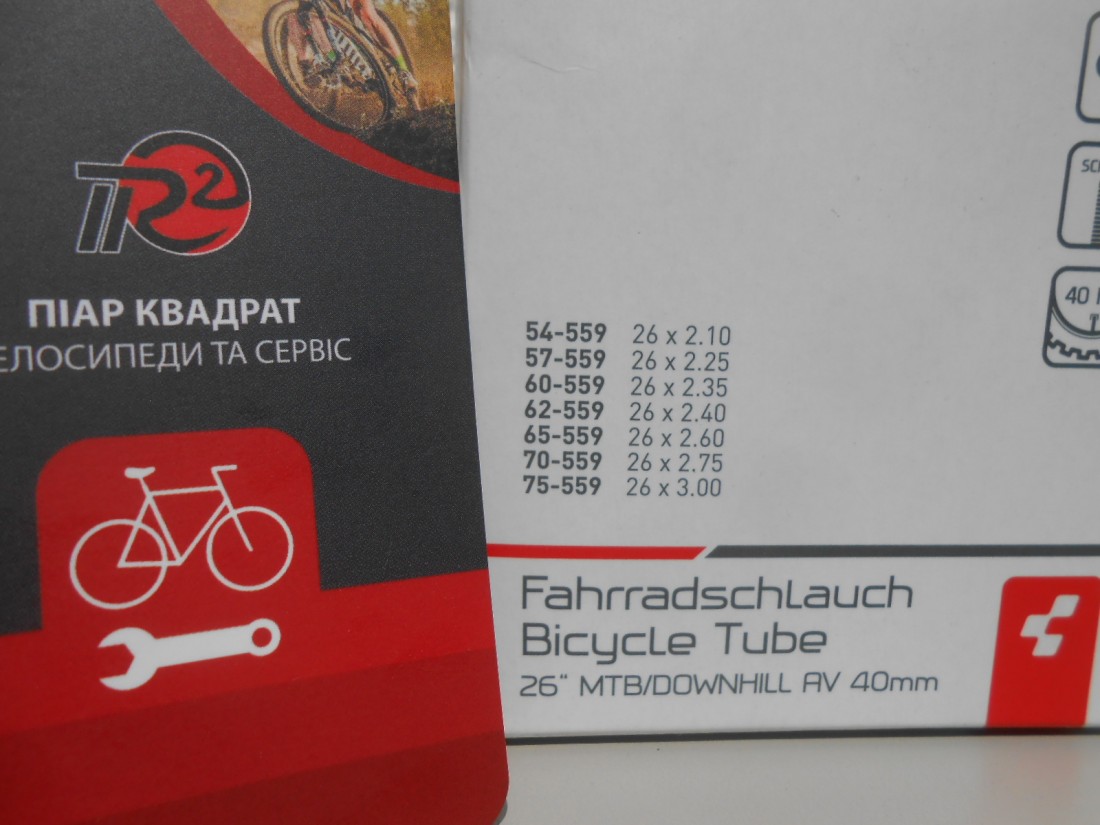 ПR2
ПІАР КВАДРАТ
ЕЛОСИПЕДИ ТА СЕРВІС
54-559 26 x 2.10
57-559 26 x 2.25
60-559 26 x 2.35
62-559 26 x 2.40
65-559 26 x 2.60
70-559 26 x 2.75
75-559 26 x 3.00
40
Fahrradschlauch
Bicycle Tube
26" MTB/DOWNHILL AV 40mm